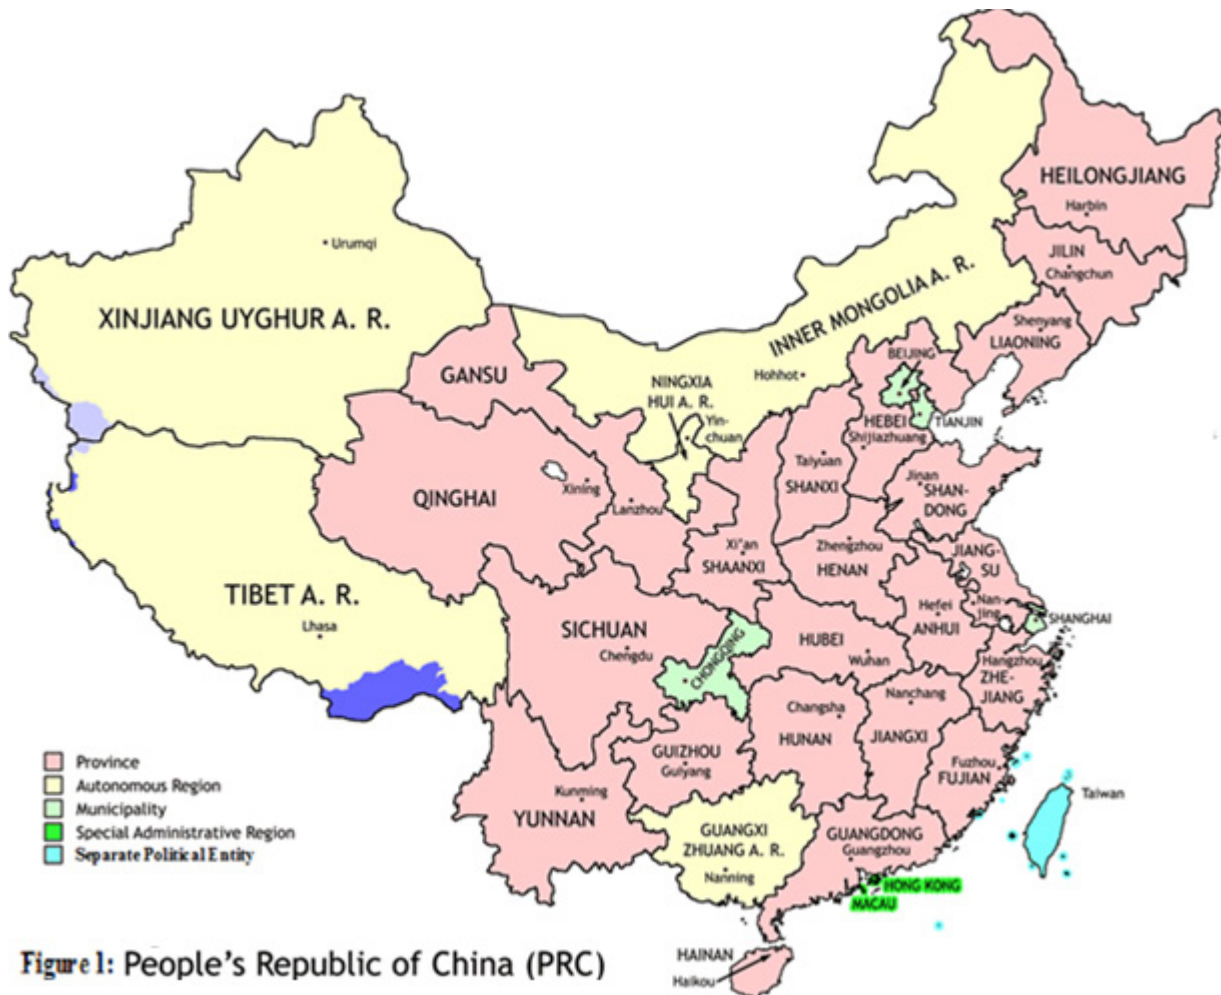 HEILONGJIANG
Harbin
JILIN
Changchun
Urumqi
XINJIANG UYGHUR A. R.
INNER MONGOLIA A. R.
Shenyang
LIAONING
BEIJING
GANSU
Hohhot
NINGXIA
HUI A. R.
Yin-
chuan
HEBEI
TIANJIN
Shijiazhuang
Taiyuan
SHANXI
Jinan
SHAN-
DONG
QINGHAI
Xining
Lanzhou
Xi'an
SHAANXI
Zhengzhou
HENAN
JIANG-
SU
TIBET A. R.
Lhasa
SICHUAN
Chengdu
CHONGQING
HUBEI
Wuhan
Hefei
ANHUI
Nan-
jing
SHANGHAI
Hangzhou
ZHE-
JIANG
Changsha
HUNAN
Nanchang
JIANGXI
GUIZHOU
Guiyang
Fuzhou
FUJIAN
Taiwan
Kunming
YUNNAN
GUANGXI
ZHUANG A. R.
Nanning
GUANGDONG
Guangzhou
HONG KONG
MACAU
HAINAN
Haikou
Province
Autonomous Region
Municipality
Special Administrative Region
Separate Political Entity
Figure 1: People's Republic of China (PRC)